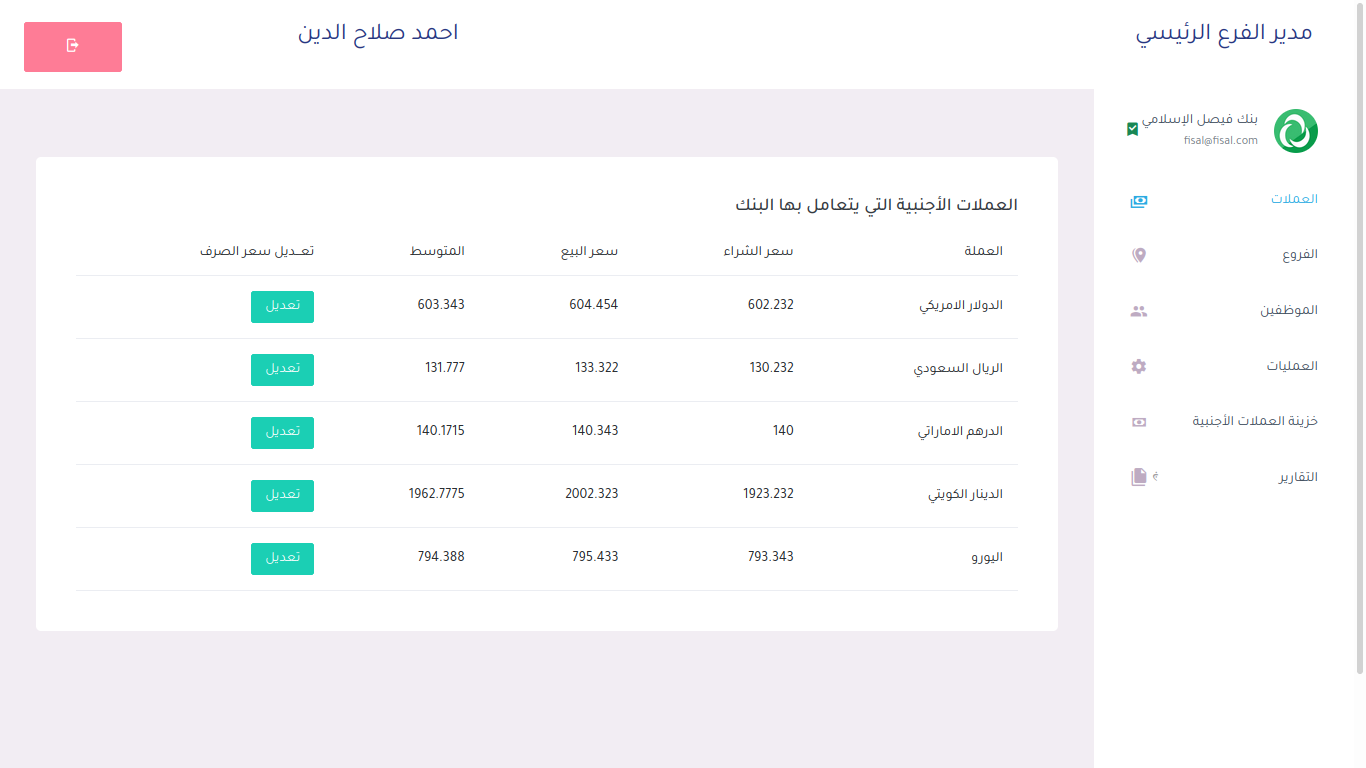 مدير الفرع الرئيسي
احمد صلاح الدين
بنك فيصل الإسلامي
fisal@fisal.com
العملات
الفروع
الموظفين
العمليات
خزينة العملات الأجنبية
التقارير
العملات الأجنبية التي يتعامل بها البنك
العملة سعر الشراء سعر البيع المتوسط تعـديل سعر الصرف
الدولار الامريكي 602.232 604.454 603.343 تعديل
الريال السعودي 130.232 133.322 131.777 تعديل
الدرهم الاماراتي 140 140.343 140.1715 تعديل
الدينار الكويتي 1923.232 2002.323 1962.7775 تعديل
اليورو 793.343 795.433 794.388 تعديل